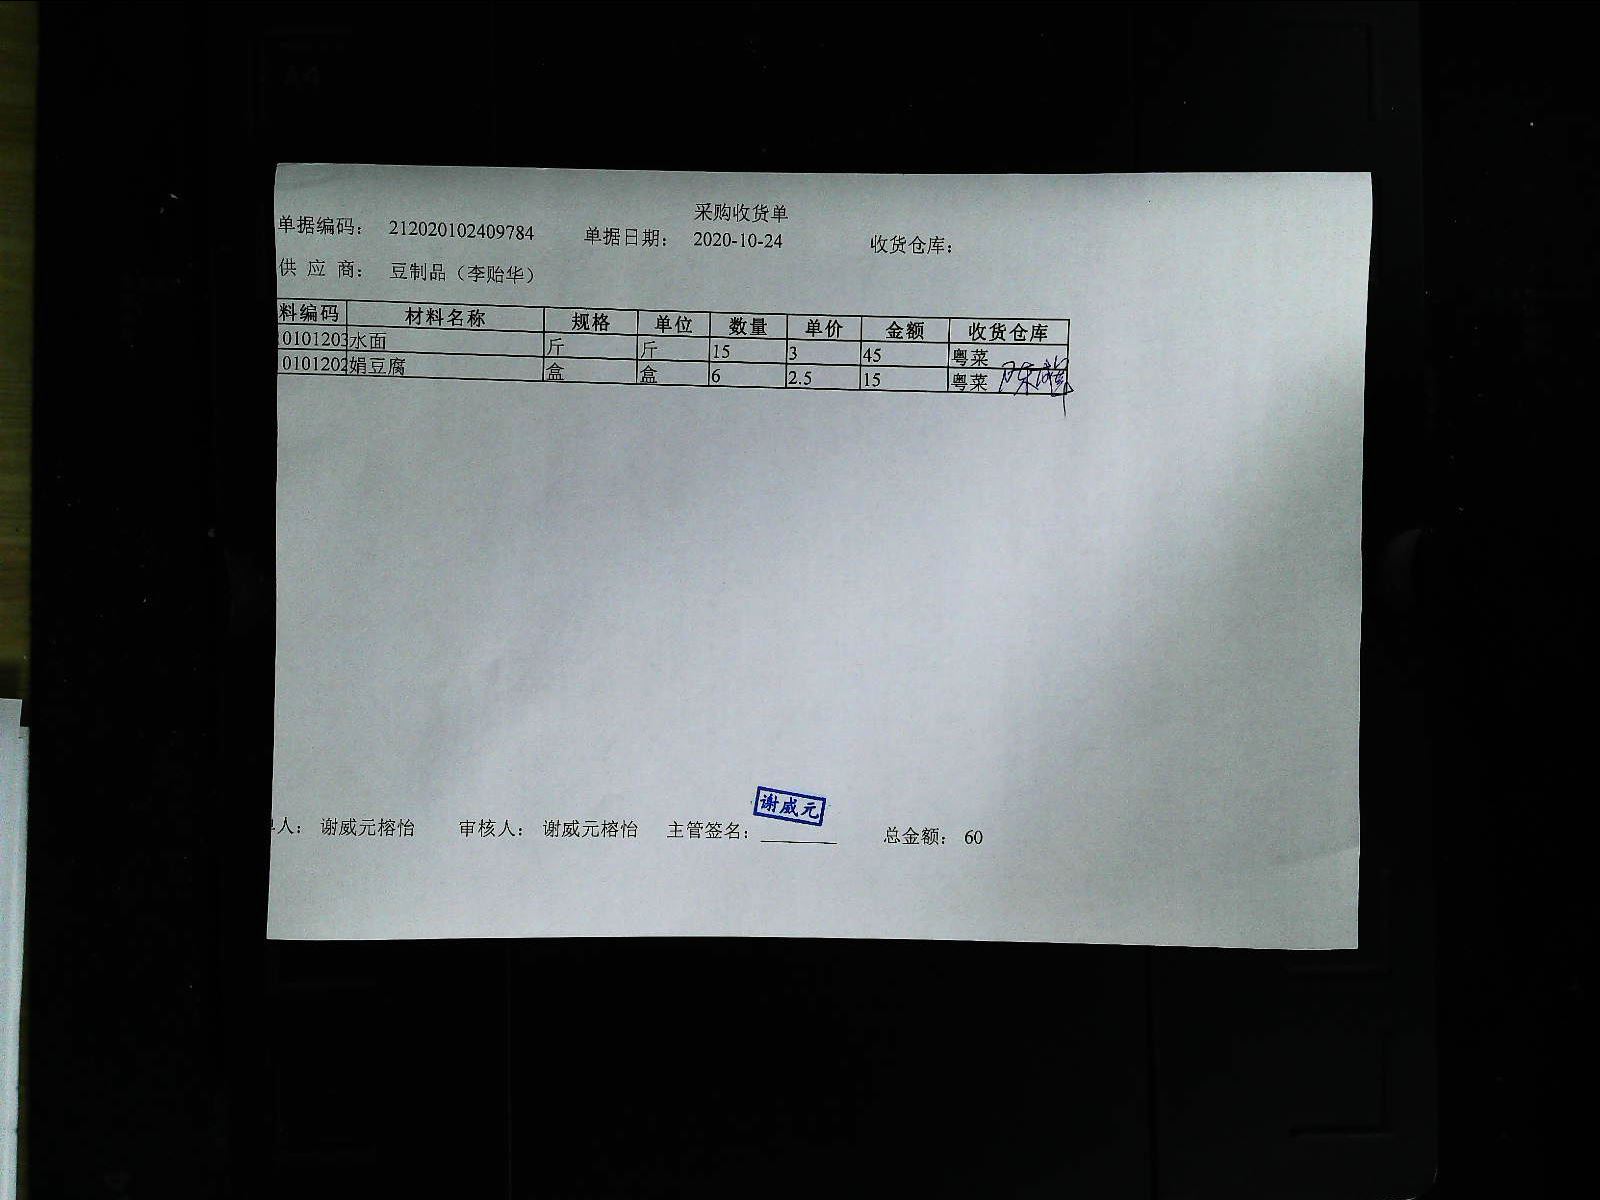 采购收货单
单据编码： 212020102409784 单据日期： 2020-10-24 收货仓库：
供 应 商： 豆制品（李贻华）
料编码 材料名称 规格 单位 数量 单价 金额 收货仓库
0101203 水面 斤 斤 15 3 45 粤菜
0101202 娟豆腐 盒 盒 6 2.5 15 粤菜
谢威元
人： 谢威元榕怡 审核人： 谢威元榕怡 主管签名： 总金额： 60